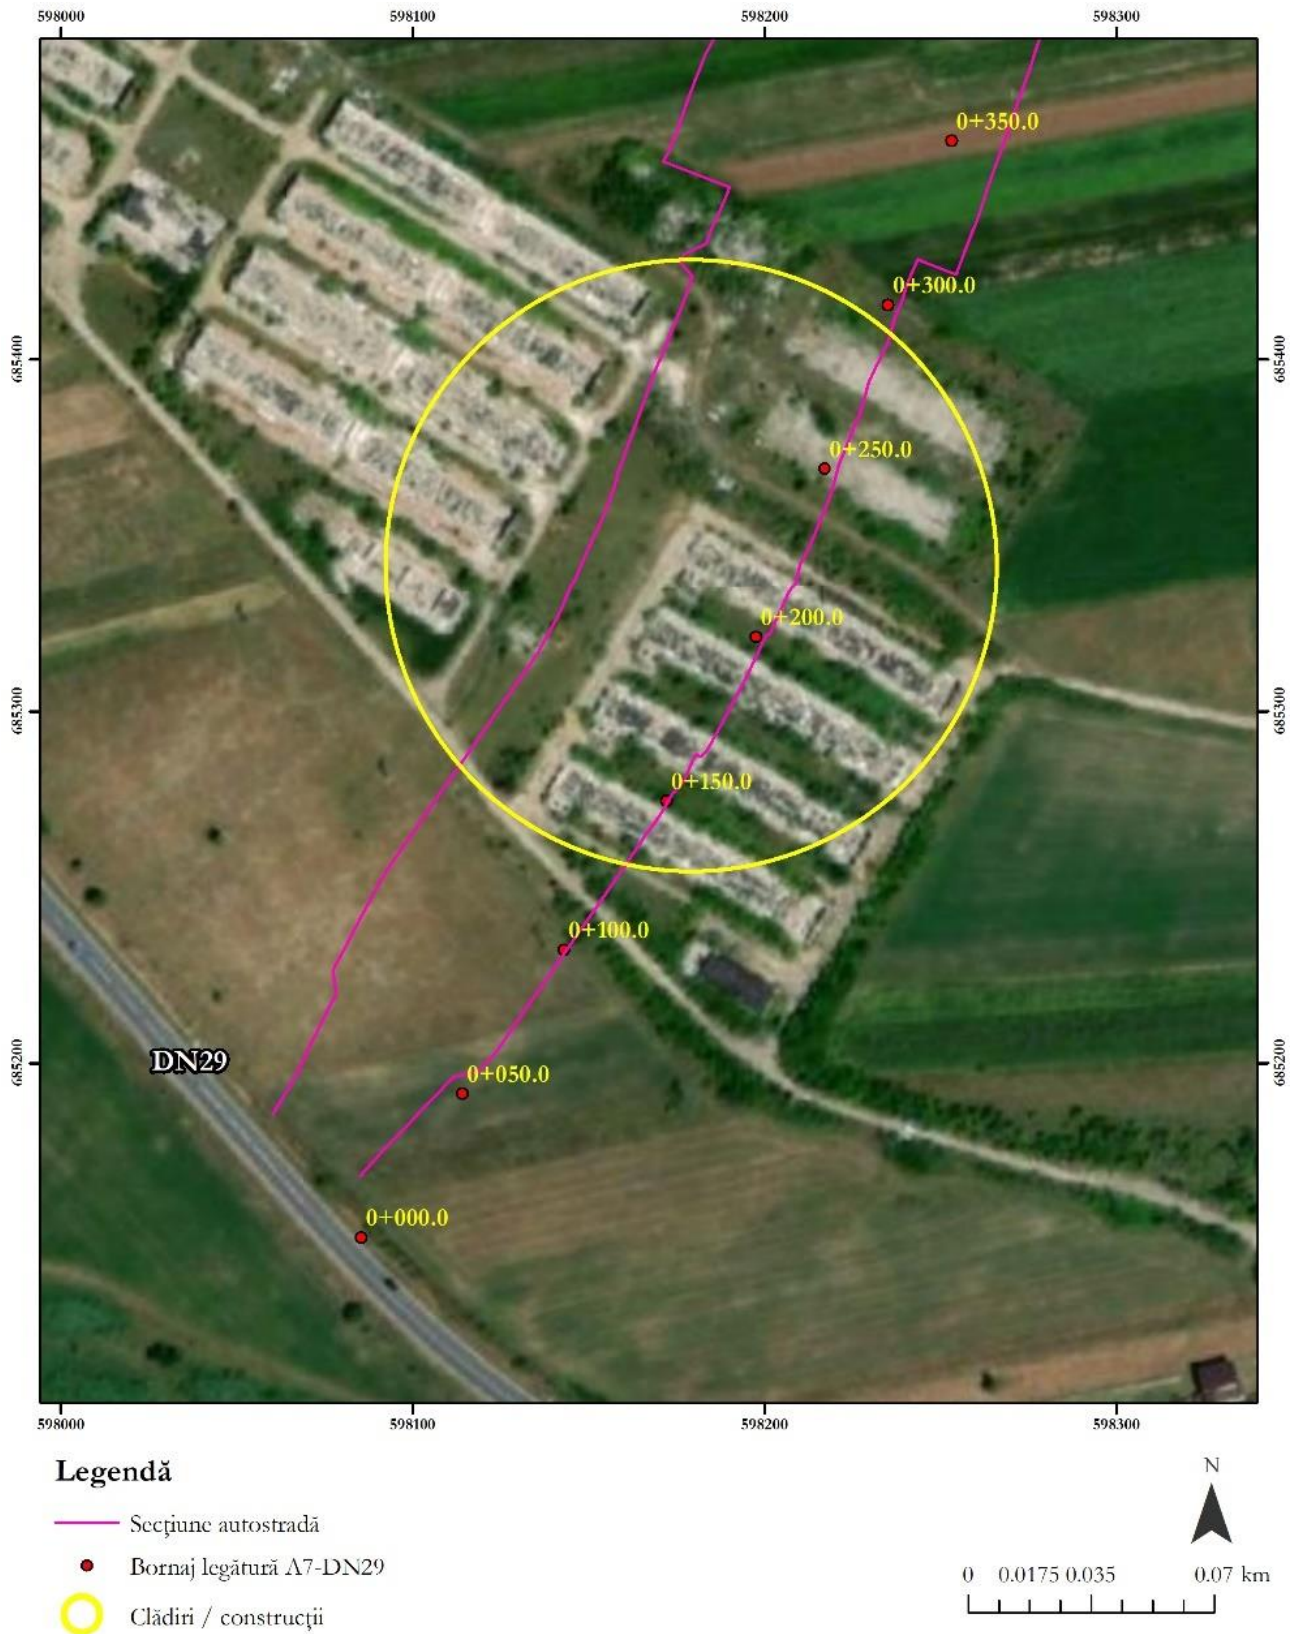 598000 598100 598200 598300
0+350.0
0+300.0
685400 685400
0+250.0
0+200.0
685300 685300
0+150.0
0+100.0
DN29
0+050.0
685200 685200
0+000.0
598000 598100 598200 598300
Legendă
N
Secțiune autostradă
Bornaj legătură A7-DN29
0 0.0175 0.035 0.07 km
Clădiri / construcții